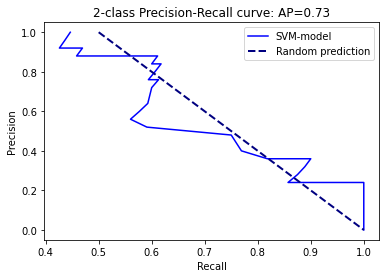 2-class Precision-Recall curve: AP=0.73
SVM-model
Random prediction
Precision
1.0
0.8
0.6
0.4
0.2
0.0
0.4 0.5 0.6 0.7 0.8 0.9 1.0
Recall